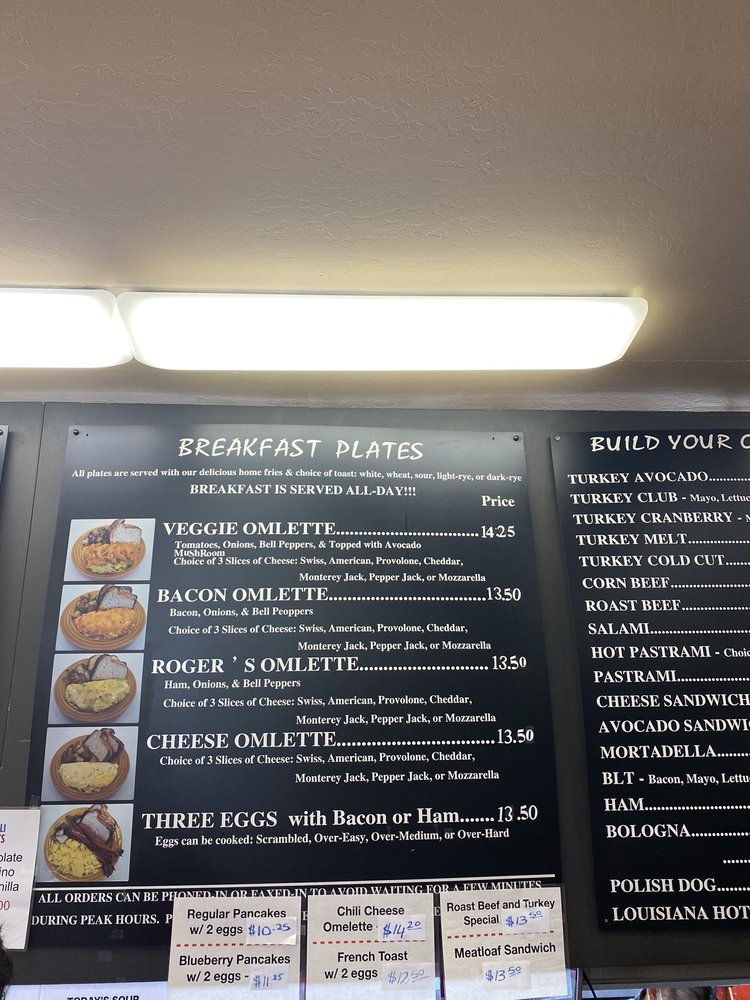 BREAKFAST PLATES
All plates are served with our delicious home fries & choice of toast: white, wheat, sour, light-rye, or dark-rye
BREAKFAST IS SERVED ALL-DAY!!!
Price
VEGGIE OMLETTE....................................14.25
Tomatoes, Onions, Bell Peppers, & Topped with Avocado
MushRoom
Choice of 3 Slices of Cheese: Swiss, American, Provolone, Cheddar,
Monterey Jack, Pepper Jack, or Mozzarella
BACON OMLETTE....................................13.50
Bacon, Onions, & Bell Peoppers
Choice of 3 Slices of Cheese: Swiss, American, Provolone, Cheddar,
Monterey Jack, Pepper Jack, or Mozzarella
ROGER ’ S OMLETTE..............................13.50
Ham, Onions, & Bell Peppers
Choice of 3 Slices of Cheese: Swiss, American, Provolone, Cheddar,
Monterey Jack, Pepper Jack, or Mozzarella
CHEESE OMLETTE....................................13.50
Choice of 3 Slices of Cheese: Swiss, American, Provolone, Cheddar,
Monterey Jack, Pepper Jack, or Mozzarella
THREE EGGS with Bacon or Ham.......13.50
Eggs can be cooked: Scrambled, Over-Easy, Over-Medium, or Over-Hard
ALL ORDERS CAN BE PHONED-IN OR FAXED-IN TO AVOID WAITING FOR A FEW MINUTES
DURING PEAK HOURS.
Regular Pancakes
w/ 2 eggs $10.25
Blueberry Pancakes
w/ 2 eggs - $11.25
Chili Cheese
Omelette - $14.20
French Toast
w/ 2 eggs $12.50
Roast Beef and Turkey
Special $13.50
Meatloaf Sandwich
$13.50
BUILD YOUR
TURKEY AVOCADO......
TURKEY CLUB - Mayo,
TURKEY CRANBERRY -
TURKEY MELT...........
TURKEY COLD CUT.....
CORN BEEF...............
ROAST BEEF..............
SALAMI....................
HOT PASTRAMI -
PASTRAMI................
CHEESE SANDWICH
AVOCADO
MORTADELLA...........
BLT - Bacon, Mayo,
HAM.......................
BOLOGNA................
POLISH DOG............
LOUISIANA HOT
TODAY'S SOUP